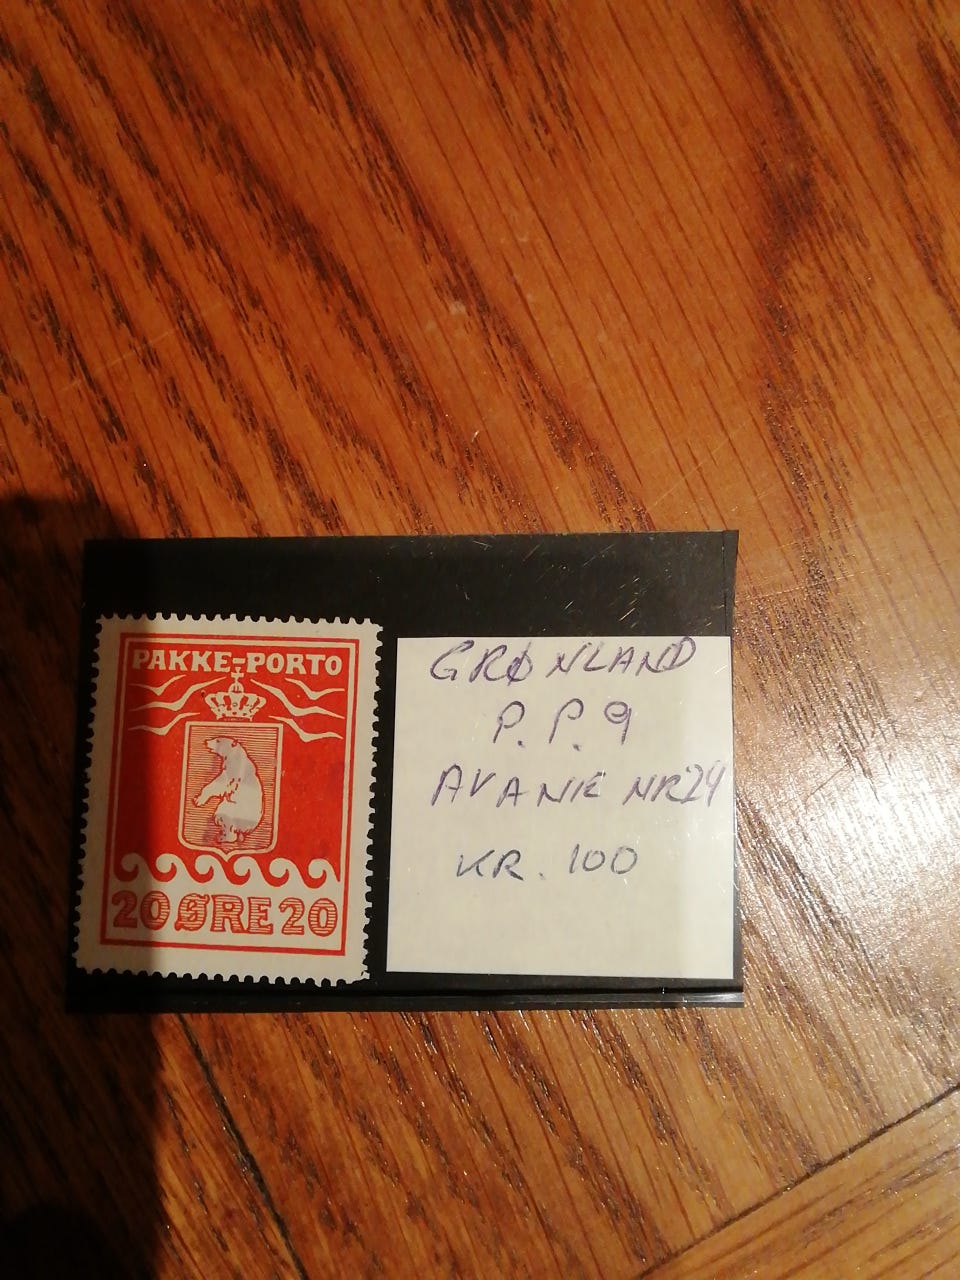 PAKKE-PORTO
20 ØRE 20
GRØNLAND
P.P.9
AVANIE NR24
KR. 100